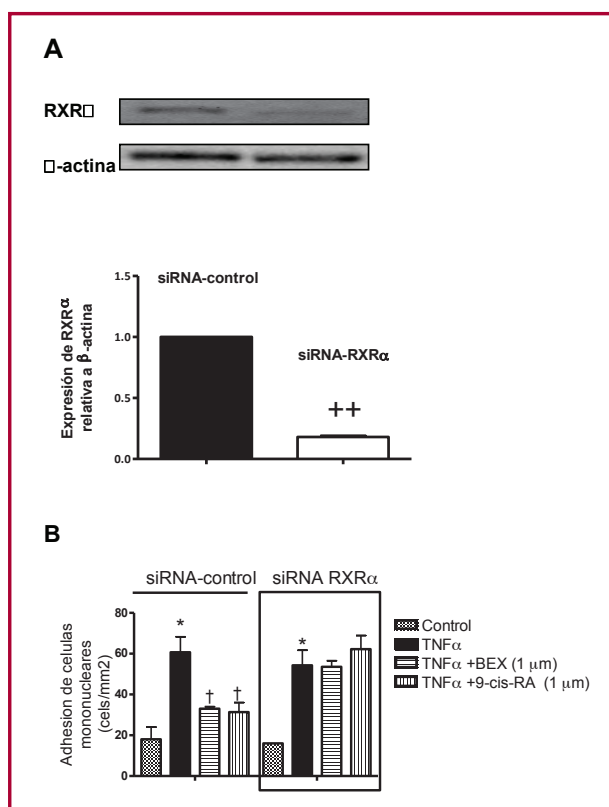 A
RXR□
□-actina
Expresión de RXRα
relativa a β-actina
1.5
1.0
0.5
0.0
siRNA-control
siRNA-RXRα
++
B
siRNA-control
siRNA RXRα
Adhesion de celulas
mononucleares
(cels/mm2)
80
60
40
20
0
*
†
†
*
Control
TNFα
TNFα +BEX (1 μm)
TNFα +9-cis-RA (1 μm)